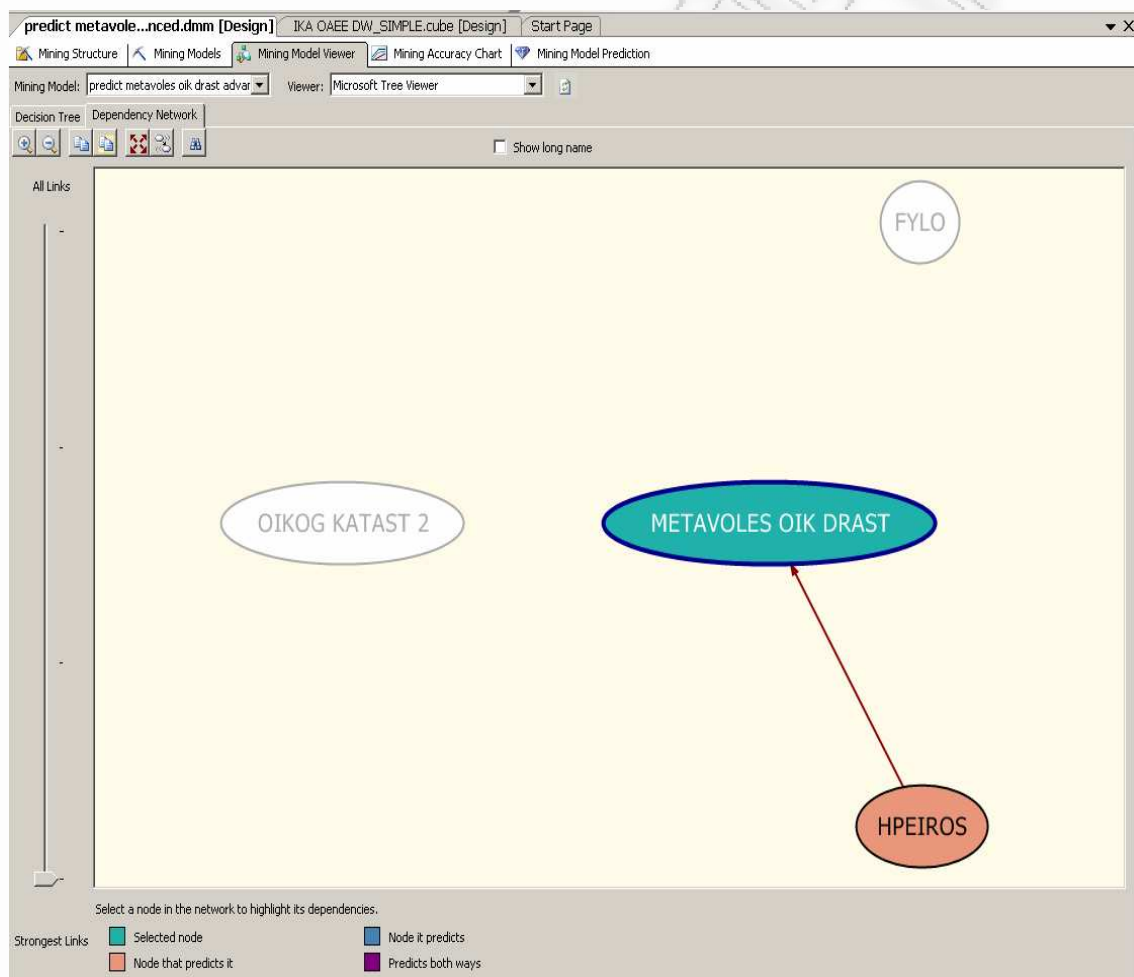 predict metavole...nced.dmm [Design] IKA OAEE DW_SIMPLE.cube [Design] Start Page
Mining Structure Mining Models Mining Model Viewer Mining Accuracy Chart Mining Model Prediction
Mining Model: predict metavoles oik drast advar Viewer: Microsoft Tree Viewer
Decision Tree Dependency Network
Show long name
All Links
FYLO
OIKOG KATAST 2 METAVOLES OIK DRAST
HPEIROS
Select a node in the network to highlight its dependencies.
Strongest Links Selected node Node it predicts
Node that predicts it Predicts both ways